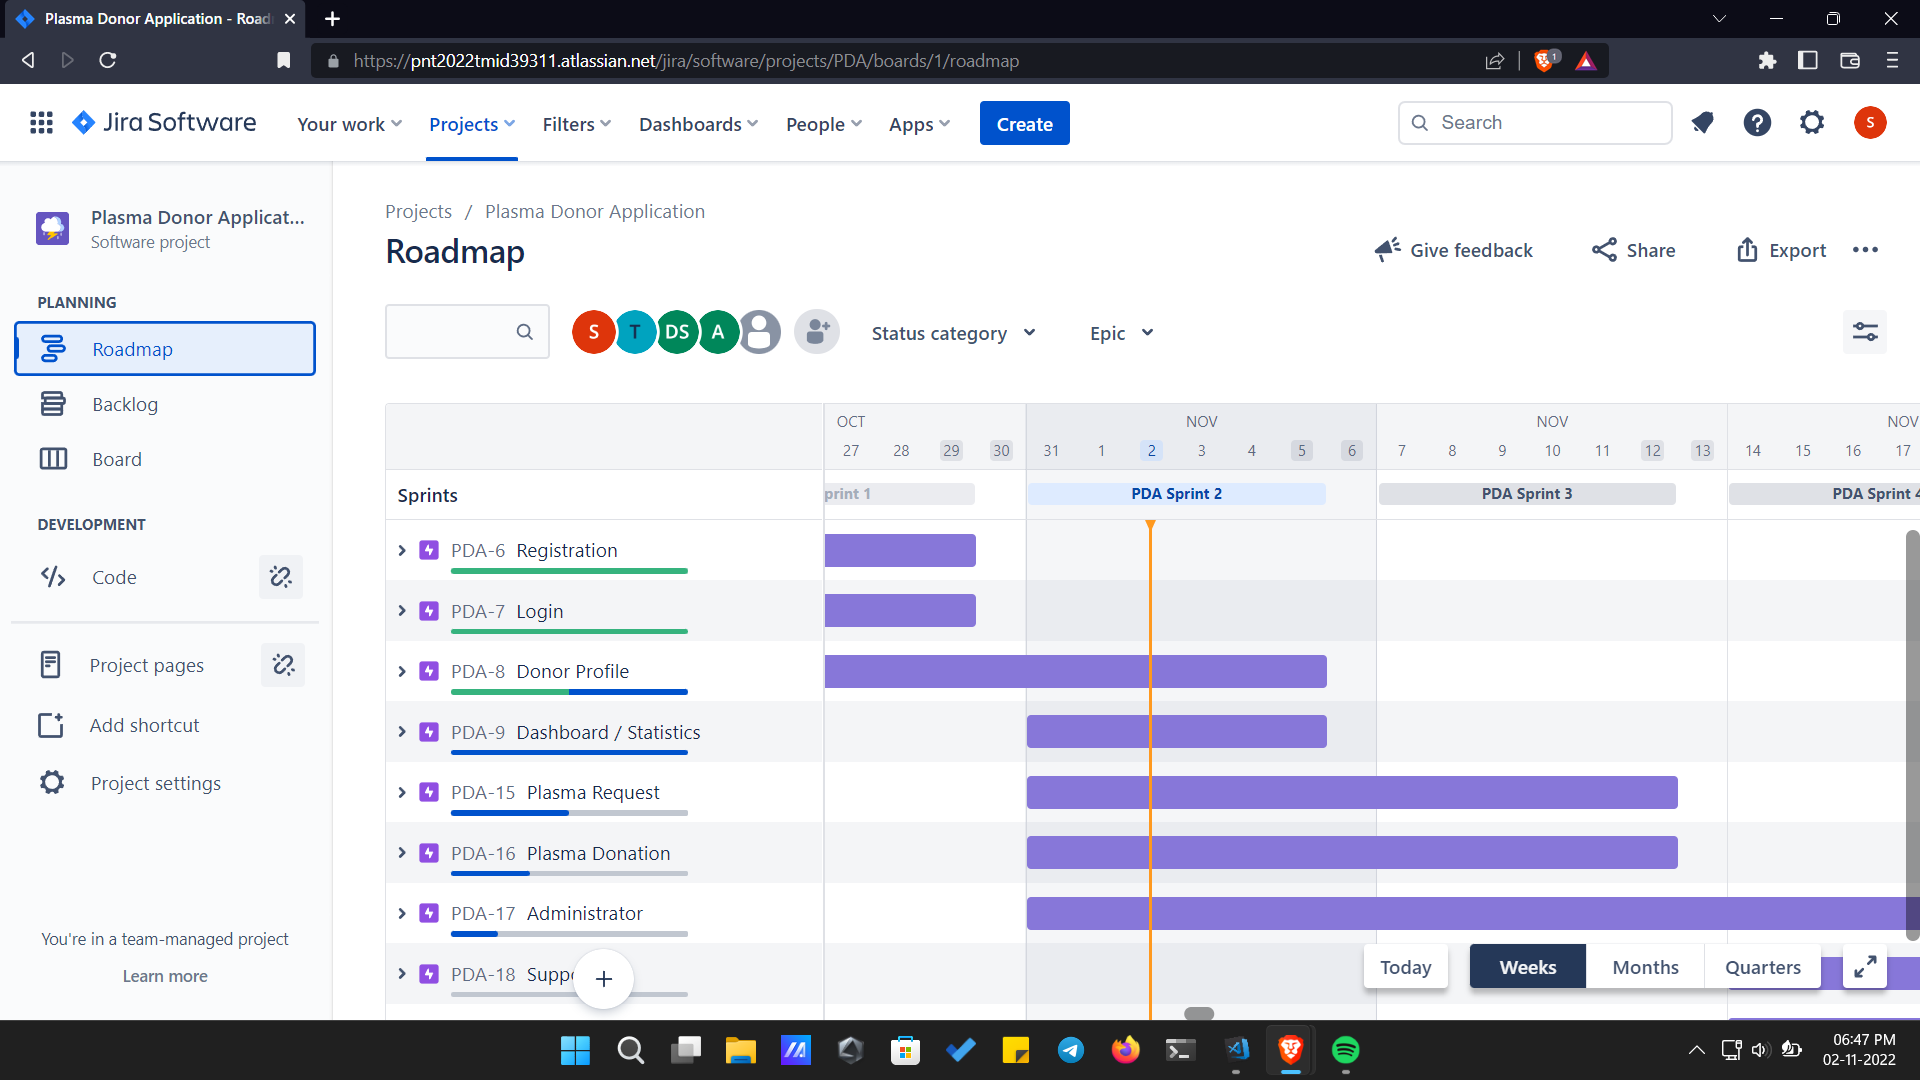 Plasma Donor Application - Road
https://pnt2022tmid39311.atlassian.net/jira/software/projects/PDA/boards/1/roadmap
1
Jira Software
Your work
Projects
Filters
Dashboards
People
Apps
Create
Search
S
Plasma Donor Applicat...
Software project
PLANNING
Roadmap
Backlog
Board
DEVELOPMENT
Code
Project pages
Add shortcut
Project settings
You're in a team-managed project
Learn more
Projects / Plasma Donor Application
Roadmap
Give feedback
Share
Export
S T DS A
Status category
Epic
OCT NOV NOV NOV
27 28 29 30 31 1 2 3 4 5 6 7 8 9 10 11 12 13 14 15 16 17
Sprints
print 1 PDA Sprint 2 PDA Sprint 3 PDA Sprint 4
PDA-6 Registration
PDA-7 Login
PDA-8 Donor Profile
PDA-9 Dashboard / Statistics
PDA-15 Plasma Request
PDA-16 Plasma Donation
PDA-17 Administrator
PDA-18 Suppo
Today
Weeks
Months
Quarters
06:47 PM
02-11-2022